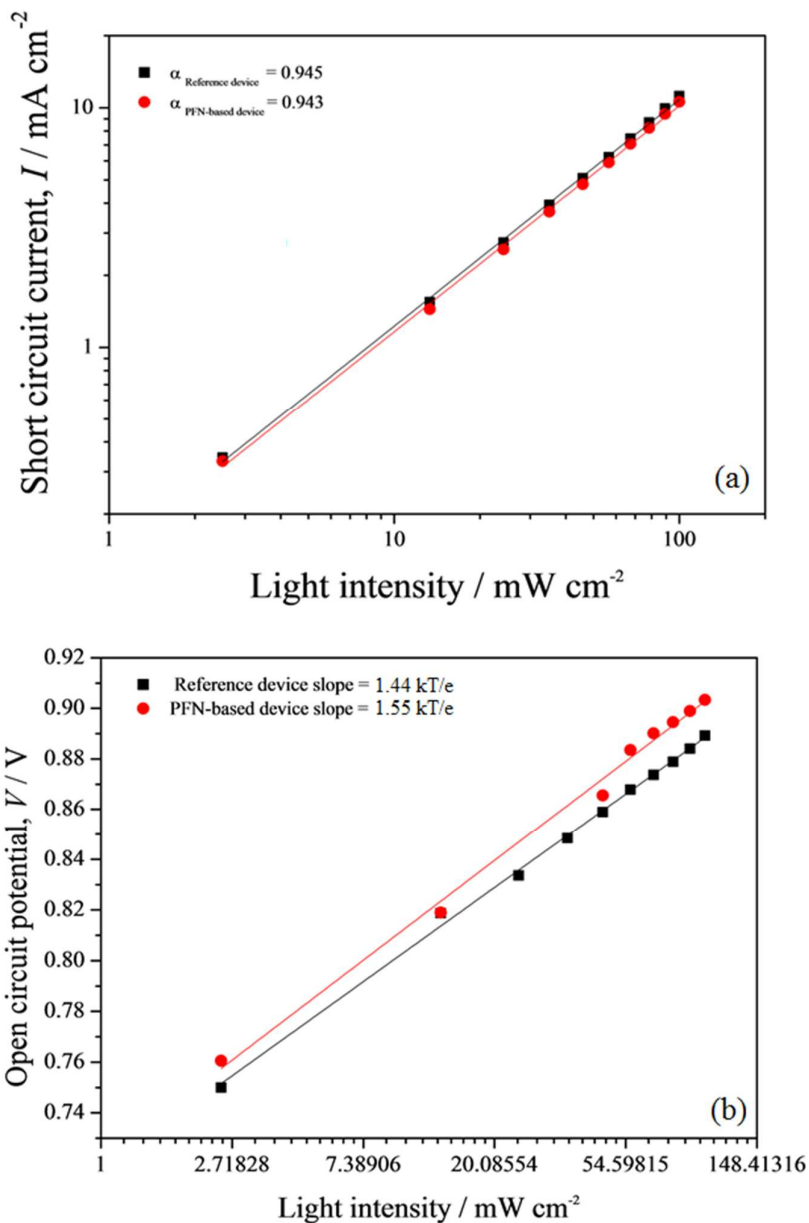 Short circuit current, I / mA cm-2
10
1
α Reference device = 0.945
α PFN-based device = 0.943
(a)
1 10 100
Light intensity / mW cm-2
Open circuit potential, V / V
0.92
0.90
0.88
0.86
0.84
0.82
0.80
0.78
0.76
0.74
Reference device slope = 1.44 kT/e
PFN-based device slope = 1.55 kT/e
(b)
1 2.71828 7.38906 20.08554 54.59815 148.41316
Light intensity / mW cm-2